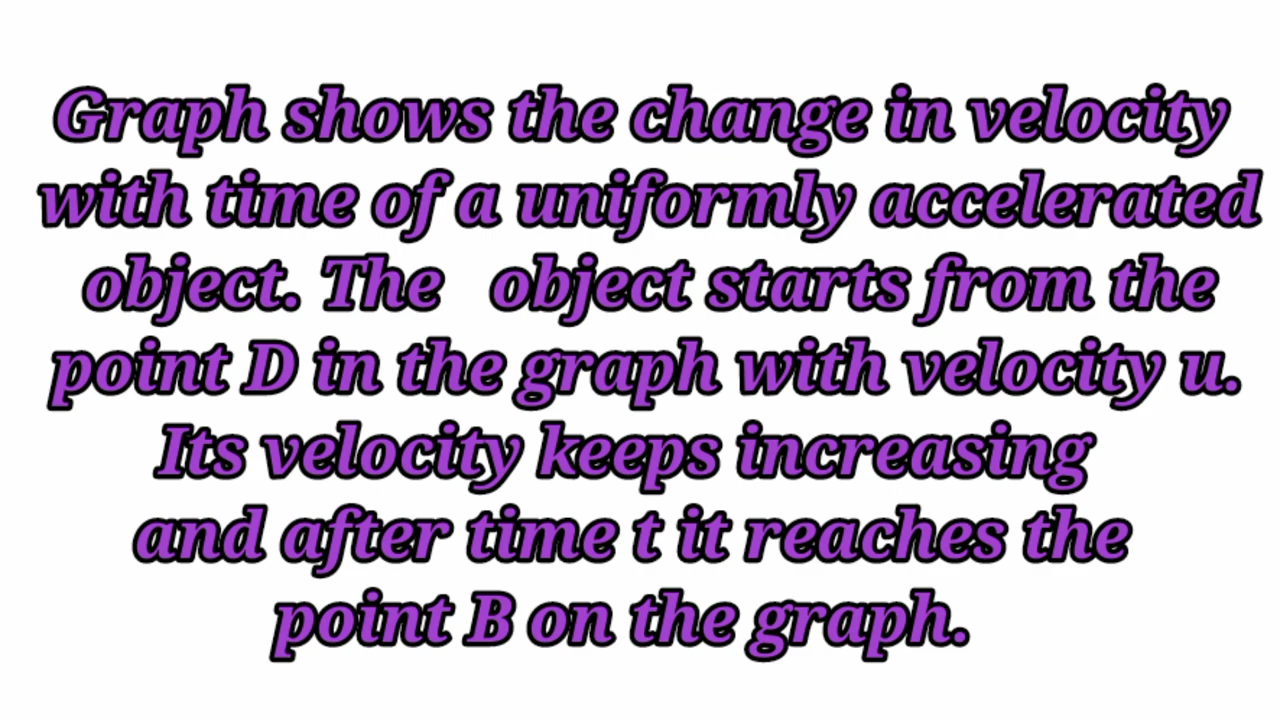 Graph shows the change in velocity
with time of a uniformly accelerated
object. The object starts from the
point D in the graph with velocity u.
Its velocity keeps increasing
and after time t it reaches the
point B on the graph.